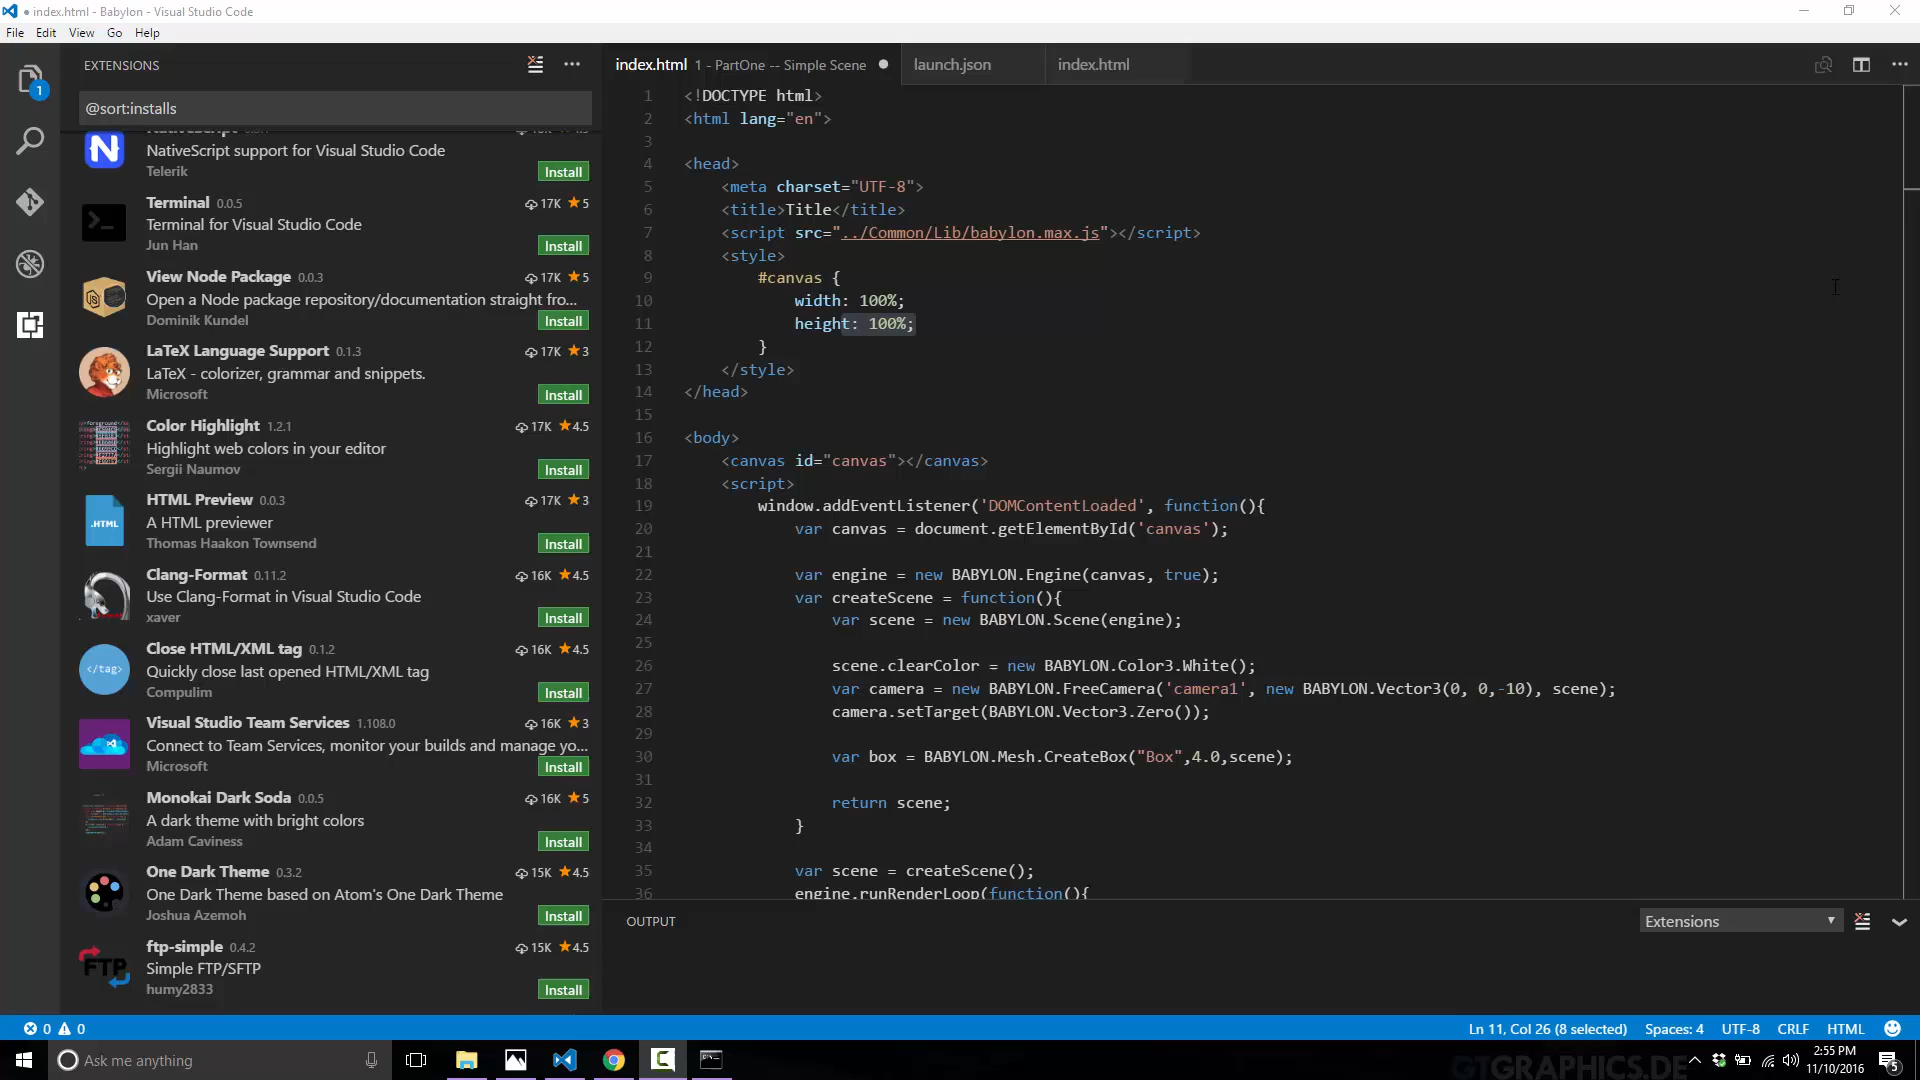 index.html - Babylon - Visual Studio Code
File Edit View Go Help
EXTENSIONS
@sort:installs
NativeScript support for Visual Studio Code
Telerik
Install
Terminal 0.0.5 17K ★5
Terminal for Visual Studio Code
Jun Han
Install
View Node Package 0.0.3 17K ★5
Open a Node package repository/documentation straight fro...
Dominik Kundel
Install
LaTeX Language Support 0.1.3 17K ★3
LaTeX - colorizer, grammar and snippets.
Microsoft
Install
Color Highlight 1.2.1 17K ★4.5
Highlight web colors in your editor
Sergii Naumov
Install
.HTML
HTML Preview 0.0.3 17K ★3
A HTML previewer
Thomas Haakon Townsend
Install
Clang-Format 0.11.2 16K ★4.5
Use Clang-Format in Visual Studio Code
xaver
Install
</tag>
Close HTML/XML tag 0.1.2 16K ★4.5
Quickly close last opened HTML/XML tag
Compulim
Install
Visual Studio Team Services 1.108.0 16K ★3
Connect to Team Services, monitor your builds and manage yo...
Microsoft
Install
Monokai Dark Soda 0.0.5 16K ★5
A dark theme with bright colors
Adam Caviness
Install
One Dark Theme 0.3.2 15K ★4.5
One Dark Theme based on Atom's One Dark Theme
Joshua Azemoh
Install
FTP
ftp-simple 0.4.2 15K ★4.5
Simple FTP/SFTP
humy2833
Install
index.html 1 - PartOne -- Simple Scene ● launch.json index.html
1 <!DOCTYPE html>
2 <html lang="en">
3
4 <head>
5 <meta charset="UTF-8">
6 <title>Title</title>
7 <script src="../Common/Lib/babylon.max.js"></script>
8 <style>
9 #canvas {
10 width: 100%;
11 height: 100%;
12 }
13 </style>
14 </head>
15
16 <body>
17 <canvas id="canvas"></canvas>
18 <script>
19 window.addEventListener('DOMContentLoaded', function(){
20 var canvas = document.getElementById('canvas');
21
22 var engine = new BABYLON.Engine(canvas, true);
23 var createScene = function(){
24 var scene = new BABYLON.Scene(engine);
25
26 scene.clearColor = new BABYLON.Color3.White();
27 var camera = new BABYLON.FreeCamera('camera1', new BABYLON.Vector3(0, 0,-10), scene);
28 camera.setTarget(BABYLON.Vector3.Zero());
29
30 var box = BABYLON.Mesh.CreateBox("Box",4.0,scene);
31
32 return scene;
33 }
34
35 var scene = createScene();
36 engine.runRenderLoop(function(){
OUTPUT
Extensions
0 0
Ln 11, Col 26 (8 selected) Spaces: 4 UTF-8 CRLF HTML
Ask me anything
GTGRAPHICS.DE
2:55 PM
11/10/2016
5
1